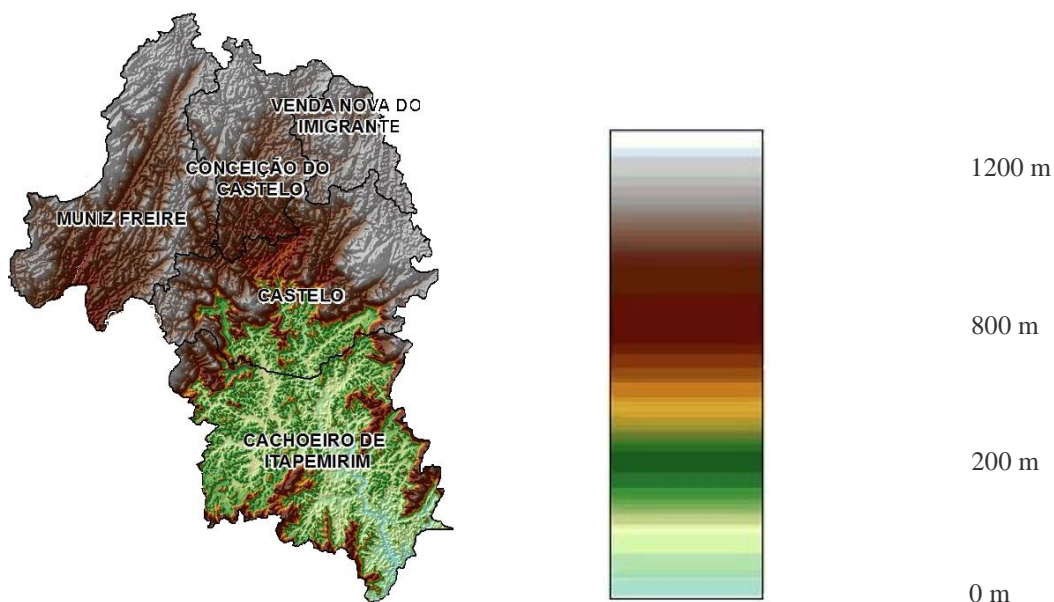 VENDA NOVA DO
IMIGRANTE
CONCEIÇÃO DO
CASTELO
MUNIZ FREIRE
CASTELO
CACHOEIRO DE
ITAPEMIRIM
1200 m
800 m
200 m
0 m